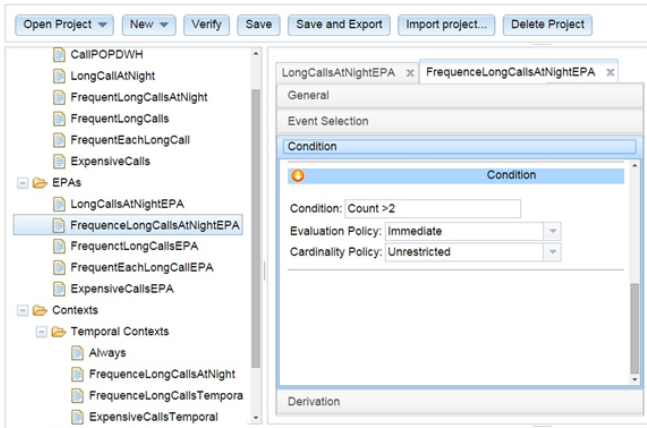 Open Project New Verify Save Save and Export Import project... Delete Project
CallPOPDWH
LongCallAtNight
FrequentLongCallsAtNight
FrequentLongCalls
FrequentEachLongCall
ExpensiveCalls
EPAs
LongCallsAtNightEPA
FrequenceLongCallsAtNightEPA
FrequenctLongCallsEPA
FrequentEachLongCallEPA
ExpensiveCallsEPA
Contexts
Temporal Contexts
Always
FrequenceLongCallsAtNight
FrequenceLongCallsTempora
ExpensiveCallsTemporal
LongCallsAtNightEPA x FrequenceLongCallsAtNightEPA x
General
Event Selection
Condition
Condition
Condition: Count >2
Evaluation Policy: Immediate
Cardinality Policy: Unrestricted
Derivation